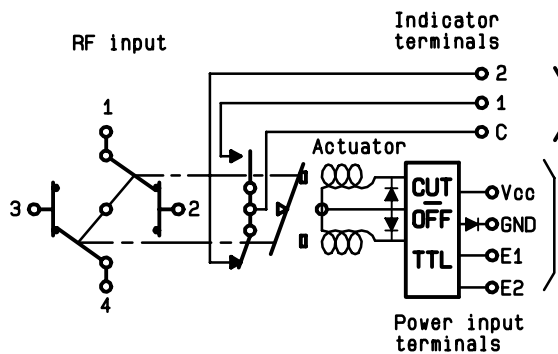 RF input
Indicator
terminals
2
1
C
Actuator
1
3
2
4
CUT
OFF
TTL
Vcc
GND
E1
E2
Power input
terminals